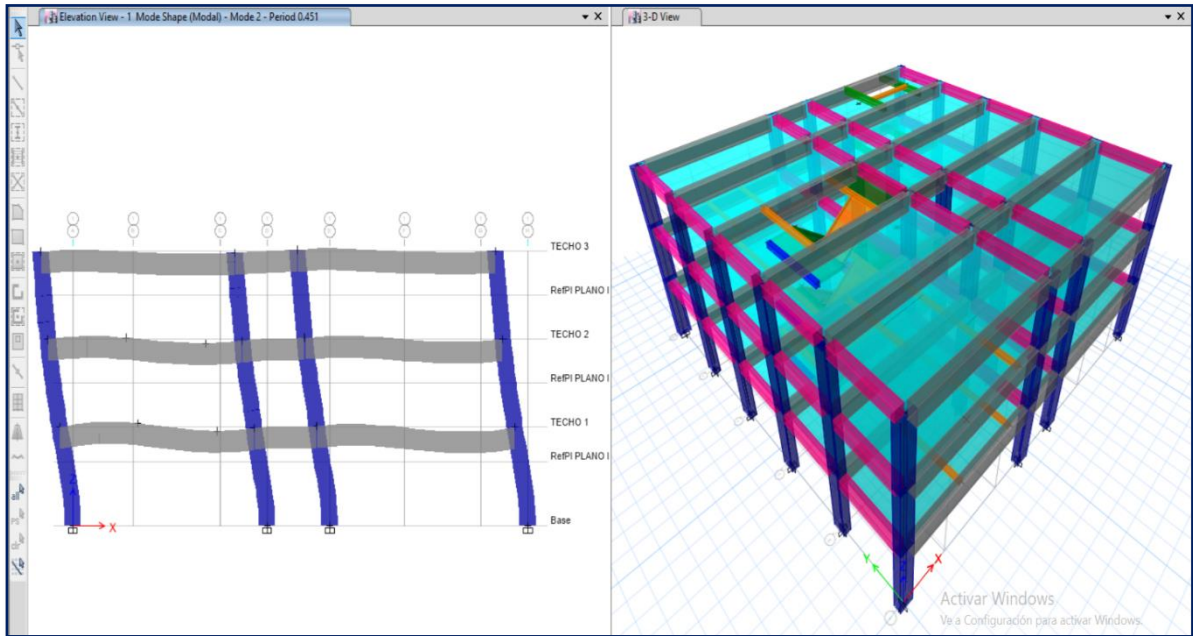 Elevation View - 1 Mode Shape (Modal) - Mode 2 - Period 0.451
3-D View
TECHO 3
RefPl PLANO I
TECHO 2
RefPl PLANO I
TECHO 1
RefPl PLANO I
Base
Z
X
Y
X
Activar Windows
Ve a Configuración para activar Windows.
all